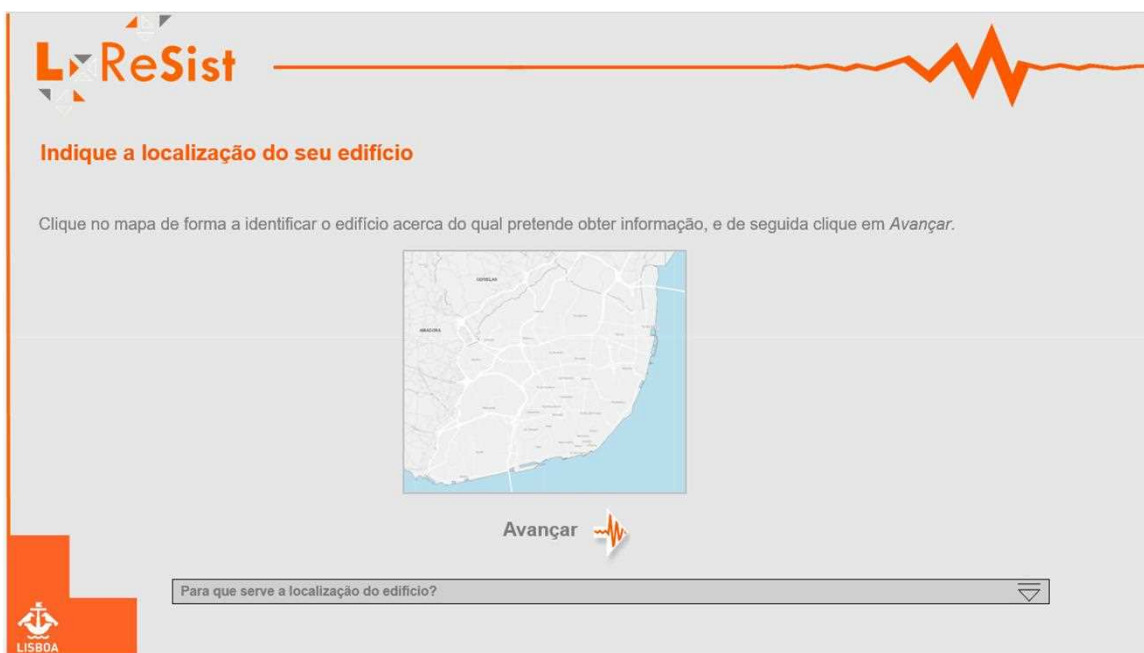 LxReSist
Indique a localização do seu edifício
Clique no mapa de forma a identificar o edifício acerca do qual pretende obter informação, e de seguida clique em Avançar.
AMADORA
Avançar
Para que serve a localização do edifício?
LISBOA